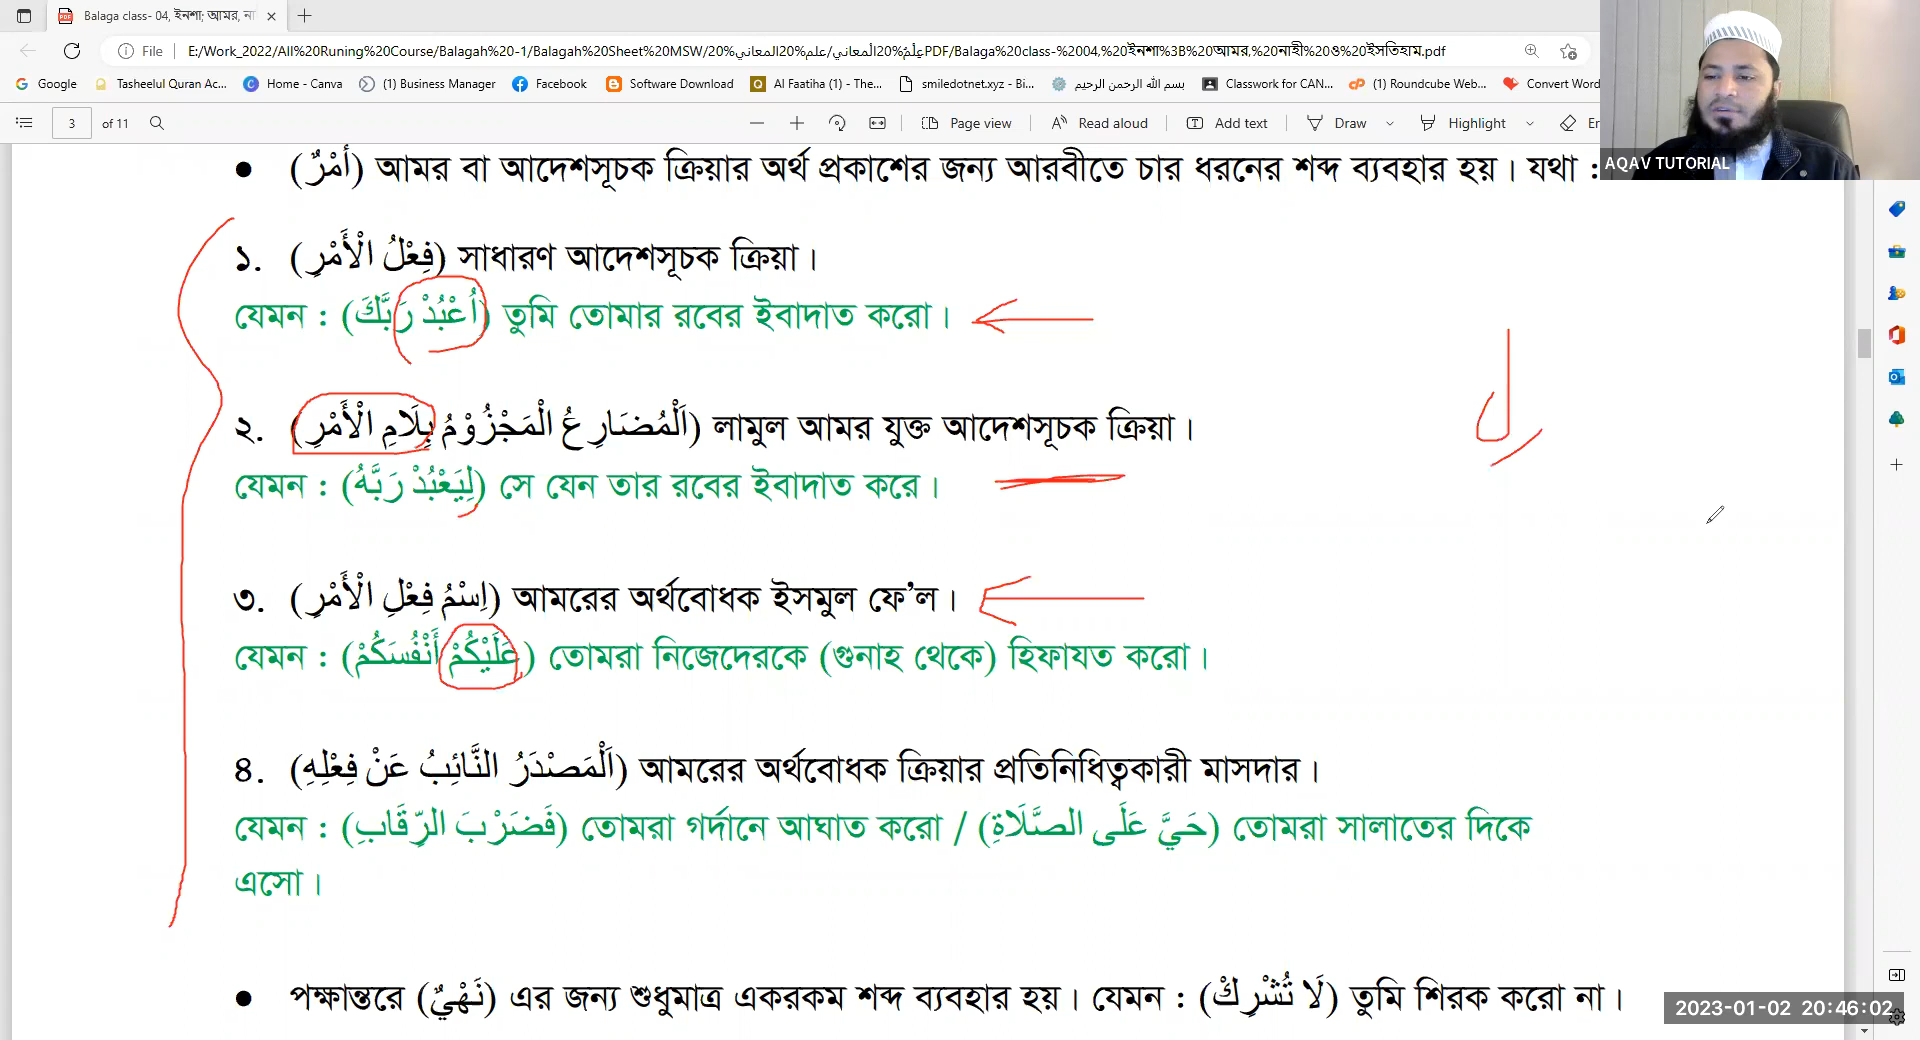 Balaga class- 04, ইনশা; আমর, না
File E:/Work_2022/All%20Runing%20Course/Balagah%20-1/Balagah%20Sheet%20MSW/20%علم%20المعاني/عِلْمُ%20الْمعاني%PDF/Balaga%20class-%2004,%20ইনশা%3B%20আমর,%20নাহী%20ও%20ইসতিহাম.pdf
Google Tasheelul Quran Ac... Home - Canva (1) Business Manager Facebook Software Download Al Faatiha (1) - The... smiledotnet.xyz - Bi... بسم الله الرحمن الرحيم Classwork for CAN... (1) Roundcube Web... Convert Word
3 of 11 Page view Read aloud Add text Draw Highlight Er
AQAV TUTORIAL
● (أَمْرٌ) আমর বা আদেশসূচক ক্রিয়ার অর্থ প্রকাশের জন্য আরবীতে চার ধরনের শব্দ ব্যবহার হয়। যথা :
১. (فِعْلُ الْأَمْرِ) সাধারণ আদেশসূচক ক্রিয়া।
যেমন : (اُعْبُدْ رَبَّكَ) তুমি তোমার রবের ইবাদাত করো।
২. (اَلْمُضَارِعُ الْمَجْزُوْمُ بِلَامِ الْأَمْرِ) লামুল আমর যুক্ত আদেশসূচক ক্রিয়া।
যেমন : (لِيَعْبُدْ رَبَّهُ) সে যেন তার রবের ইবাদাত করে।
৩. (اِسْمُ فِعْلِ الْأَمْرِ) আমরের অর্থবোধক ইসমুল ফে’ল।
যেমন : (عَلَيْكُمْ أَنْفُسَكُمْ) তোমরা নিজেদেরকে (গুনাহ থেকে) হিফাযত করো।
৪. (اَلْمَصْدَرُ النَّائِبُ عَنْ فِعْلِهِ) আমরের অর্থবোধক ক্রিয়ার প্রতিনিধিত্বকারী মাসদার।
যেমন : (فَضَرْبَ الرِّقَابِ) তোমরা গর্দানে আঘাত করো / (حَيَّ عَلَى الصَّلَاةِ) তোমরা সালাতের দিকে
এসো।
● পক্ষান্তরে (نَهْيٌ) এর জন্য শুধুমাত্র একরকম শব্দ ব্যবহার হয়। যেমন : (لَا تُشْرِكْ) তুমি শিরক করো না।
2023-01-02 20:46:02